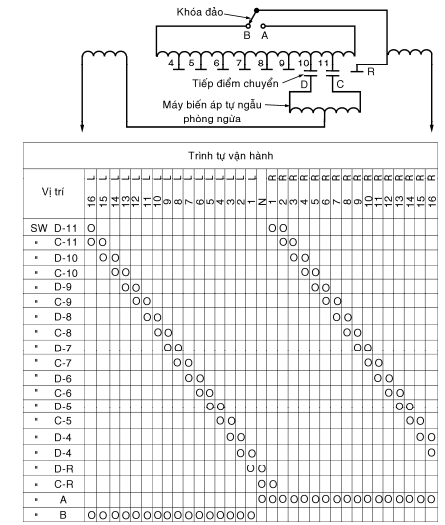 Khóa đảo
B A
4 5 6 7 8 9 10 11
R
Tiếp điểm chuyển
D C
Máy biến áp tự ngẫu
phòng ngừa
Trình tự vận hành
Vị trí
16 L 15 L 14 L 13 L 12 L 11 L 10 L 9 L 8 L 7 L 6 L 5 L 4 L 3 L 2 L 1 L N 1 R 2 R 3 R 4 R 5 R 6 R 7 R 8 R 9 R 10 R 11 R 12 R 13 R 14 R 15 R 16 R
SW D-11 O O O
" C-11 O O O O
" D-10 O O O O
" C-10 O O O O
" D-9 O O O O
" C-9 O O O O
" D-8 O O O O
" C-8 O O O O
" D-7 O O O O
" C-7 O O O O
" D-6 O O O O
" C-6 O O O O
" D-5 O O O O
" C-5 O O O O
" D-4 O O O O
" D-4 O O O
" D-R O O
" C-R O O
" A O O O O O O O O O O O O O O O O O
" B O O O O O O O O O O O O O O O O